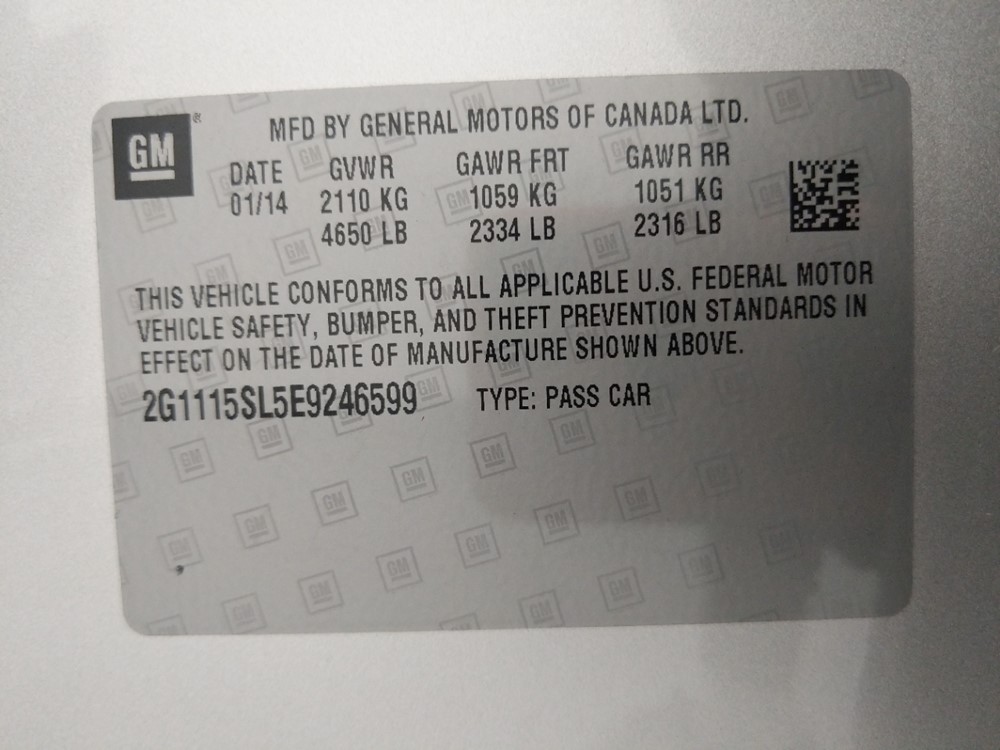 GM®
MFD BY GENERAL MOTORS OF CANADA LTD.
DATE GVWR GAWR FRT GAWR RR
01/14 2110 KG 1059 KG 1051 KG
4650 LB 2334 LB 2316 LB
THIS VEHICLE CONFORMS TO ALL APPLICABLE U.S. FEDERAL MOTOR
VEHICLE SAFETY, BUMPER, AND THEFT PREVENTION STANDARDS IN
EFFECT ON THE DATE OF MANUFACTURE SHOWN ABOVE.
2G1115SL5E9246599 TYPE: PASS CAR